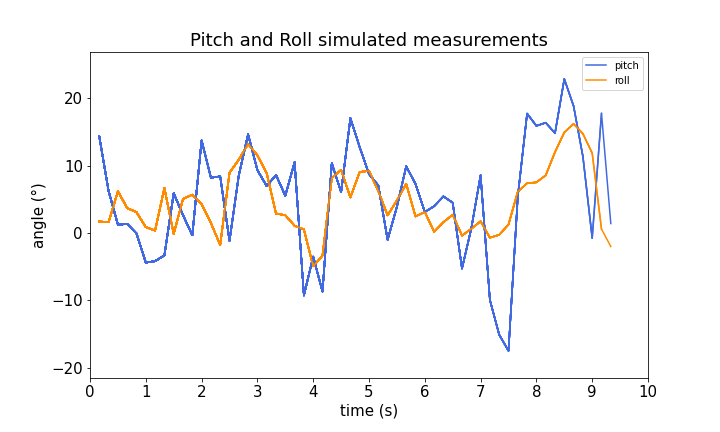 Pitch and Roll simulated measurements
pitch
roll
angle (°)
20
10
0
−10
−20
0 1 2 3 4 5 6 7 8 9 10
time (s)